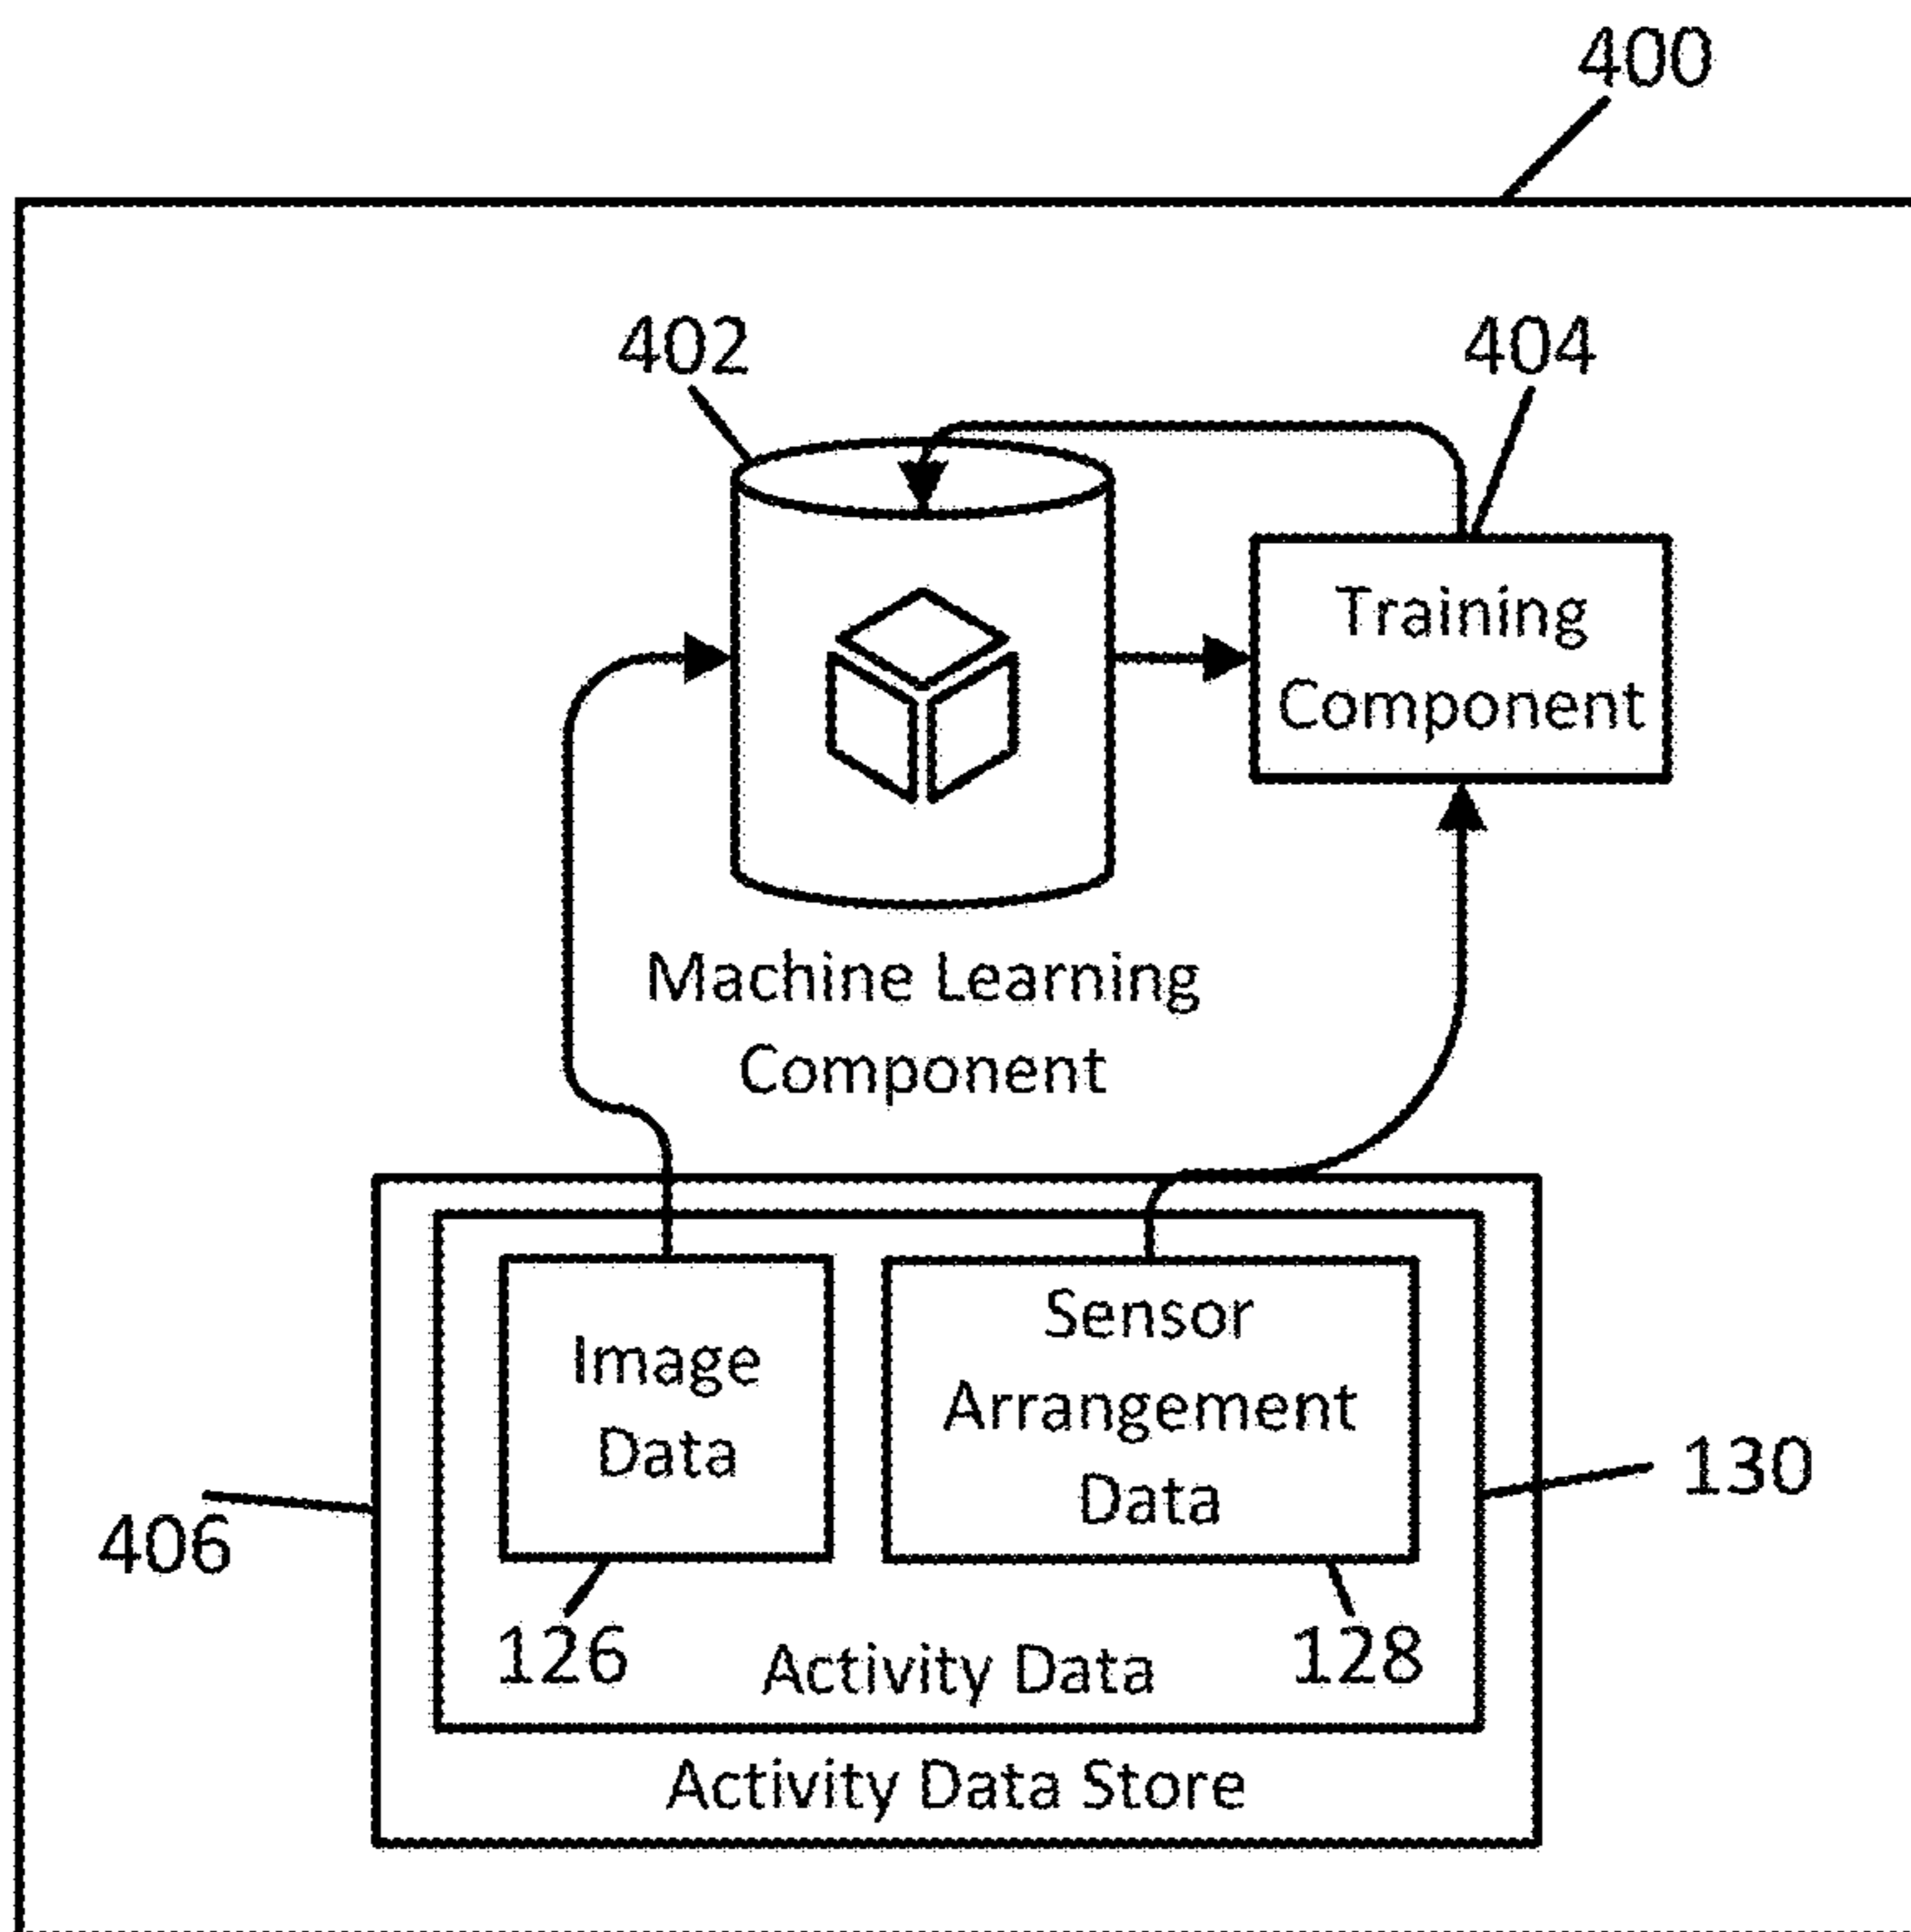 400
402
404
Training
Component
Machine Learning
Component
Image
Data
Sensor
Arrangement
Data
130
406
126
128
Activity Data
Activity Data Store